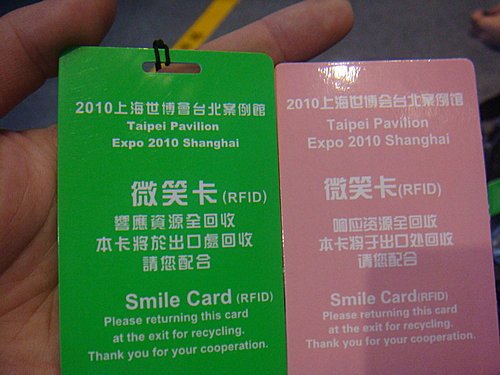 2010上海世博會台北案例館
Taipei Pavilion
Expo 2010 Shanghai
微笑卡(RFID)
響應資源全回收
本卡將於出口處回收
請您配合
Smile Card (RFID)
Please returning this card
at the exit for recycling.
Thank you for your cooperation.
2010上海世博会台北案例馆
Taipei Pavilion
Expo 2010 Shanghai
微笑卡(RFID)
响应资源全回收
本卡将于出口处回收
请您配合
Smile Card(RFID)
Please returning this card
at the exit for recycling.
Thank you for your cooperation.